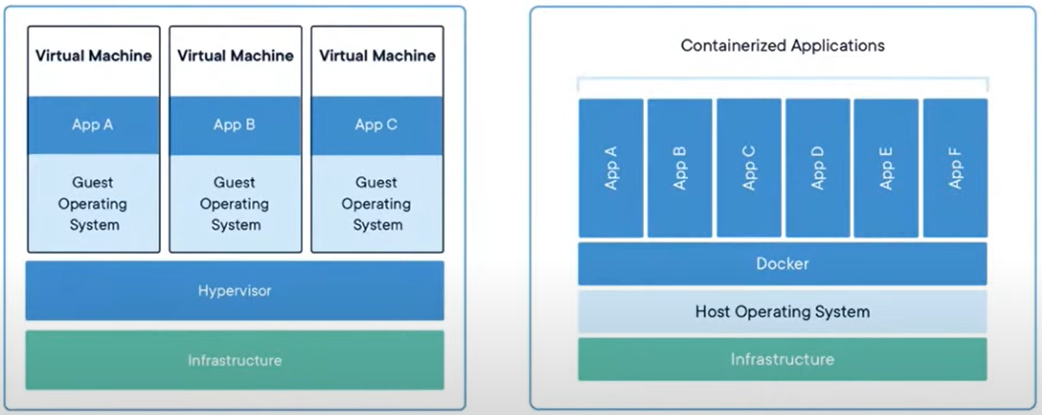 Virtual Machine
Virtual Machine
Virtual Machine
App A
App B
App C
Guest
Operating
System
Guest
Operating
System
Guest
Operating
System
Hypervisor
Infrastructure
Containerized Applications
App A
App B
App C
App D
App E
App F
Docker
Host Operating System
Infrastructure